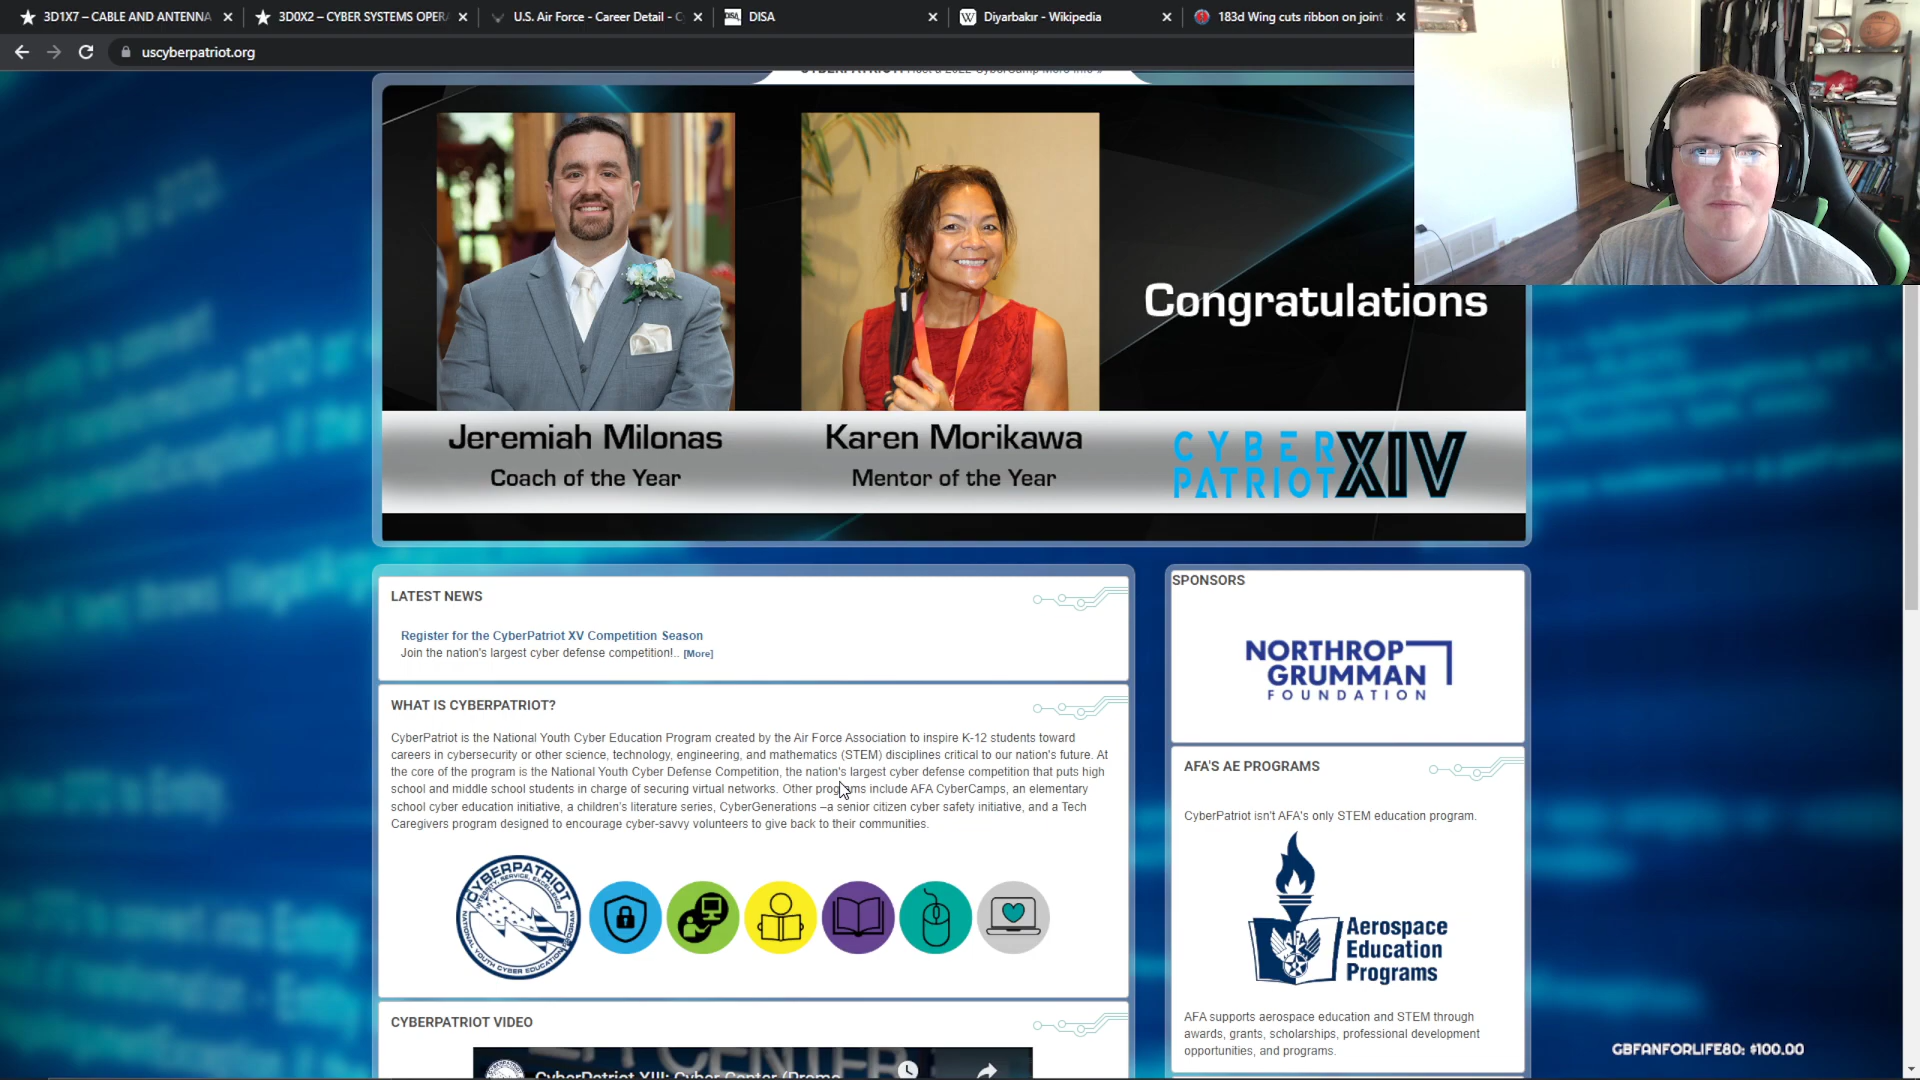 3D1X7 – CABLE AND ANTENNA
3D0X2 – CYBER SYSTEMS OPER
U.S. Air Force - Career Detail - C
DISA
DISA
W
Diyarbakır - Wikipedia
183d Wing cuts ribbon on joint
uscyberpatriot.org
Congratulations
Jeremiah Milonas
Coach of the Year
Karen Morikawa
Mentor of the Year
CYBER
PATRIOT
XIV
LATEST NEWS
Register for the CyberPatriot XV Competition Season
Join the nation's largest cyber defense competition!.. [More]
WHAT IS CYBERPATRIOT?
CyberPatriot is the National Youth Cyber Education Program created by the Air Force Association to inspire K-12 students toward
careers in cybersecurity or other science, technology, engineering, and mathematics (STEM) disciplines critical to our nation's future. At
the core of the program is the National Youth Cyber Defense Competition, the nation's largest cyber defense competition that puts high
school and middle school students in charge of securing virtual networks. Other programs include AFA CyberCamps, an elementary
school cyber education initiative, a children's literature series, CyberGenerations –a senior citizen cyber safety initiative, and a Tech
Caregivers program designed to encourage cyber-savvy volunteers to give back to their communities.
CYBERPATRIOT
INTEGRITY, SERVICE, EXCELLENCE
NATIONAL YOUTH CYBER EDUCATION PROGRAM
CYBERPATRIOT VIDEO
SPONSORS
NORTHROP
GRUMMAN
FOUNDATION
AFA'S AE PROGRAMS
CyberPatriot isn't AFA's only STEM education program.
AFA
Aerospace
Education
Programs
AFA supports aerospace education and STEM through
awards, grants, scholarships, professional development
opportunities, and programs.
GBFANFORLIFE80: $100.00